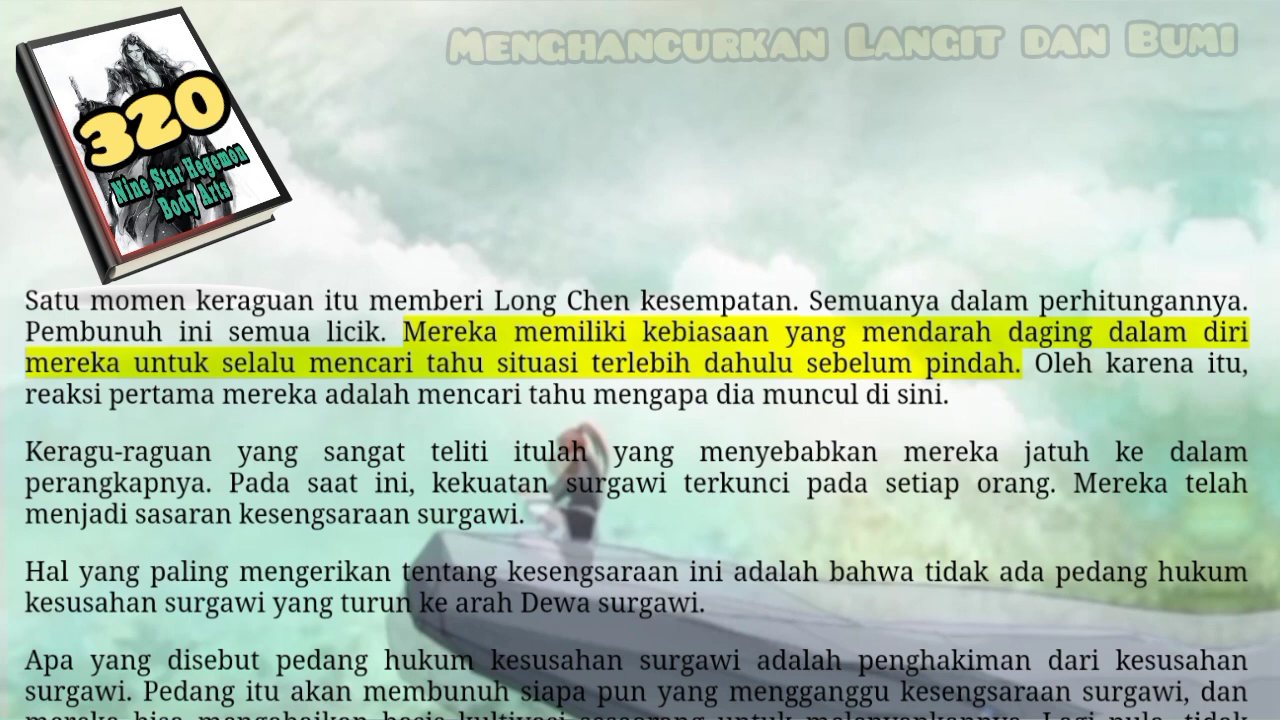 Menghancurkan Langit dan Bumi
320
Nine Star Hegemon
Body Arts
Satu momen keraguan itu memberi Long Chen kesempatan. Semuanya dalam perhitungannya.
Pembunuh ini semua licik. Mereka memiliki kebiasaan yang mendarah daging dalam diri
mereka untuk selalu mencari tahu situasi terlebih dahulu sebelum pindah. Oleh karena itu,
reaksi pertama mereka adalah mencari tahu mengapa dia muncul di sini.
Keragu-raguan yang sangat teliti itulah yang menyebabkan mereka jatuh ke dalam
perangkapnya. Pada saat ini, kekuatan surgawi terkunci pada setiap orang. Mereka telah
menjadi sasaran kesengsaraan surgawi.
Hal yang paling mengerikan tentang kesengsaraan ini adalah bahwa tidak ada pedang hukum
kesusahan surgawi yang turun ke arah Dewa surgawi.
Apa yang disebut pedang hukum kesusahan surgawi adalah penghakiman dari kesusahan
surgawi. Pedang itu akan membunuh siapa pun yang mengganggu kesengsaraan surgawi, dan